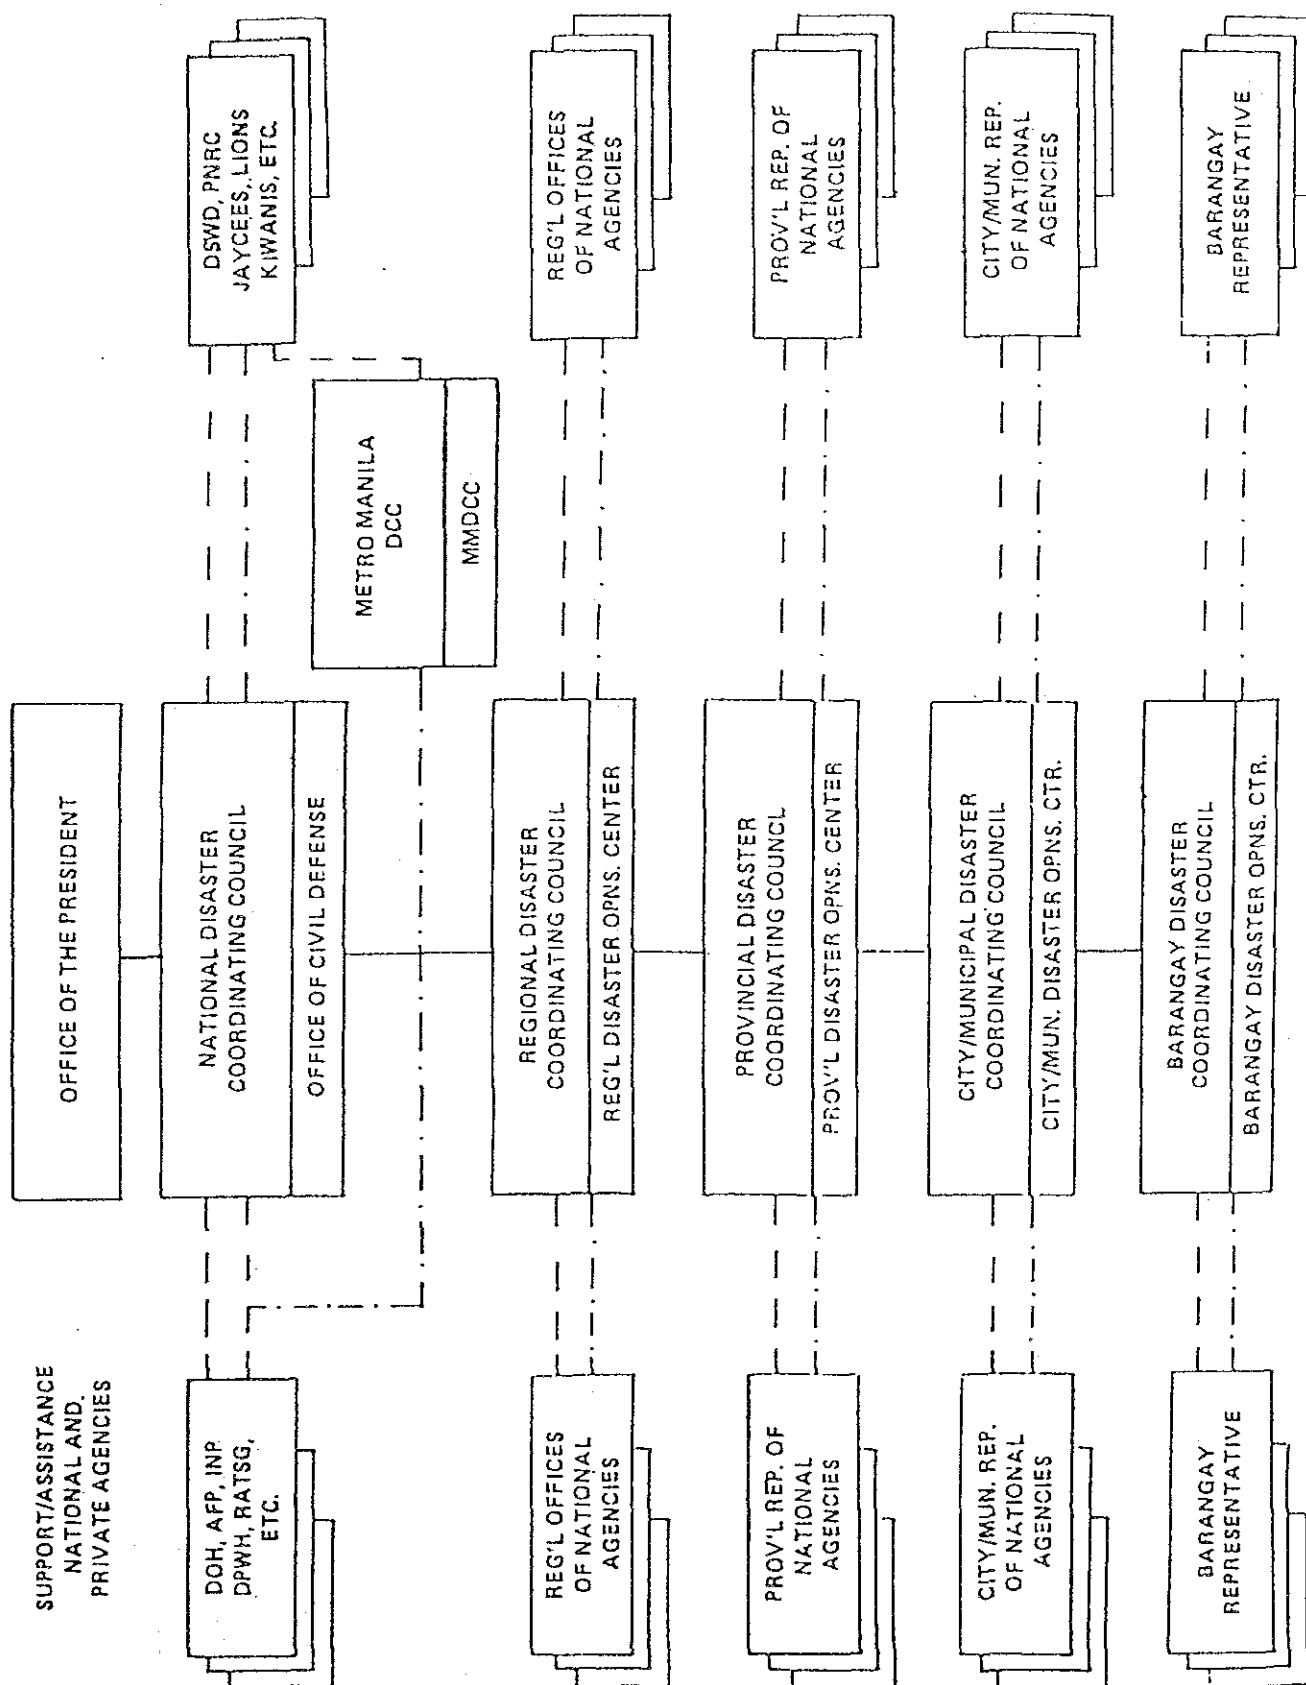 SUPPORT/ASSISTANCE
NATIONAL AND.
PRIVATE AGENCIES
OFFICE OF THE PRESIDENT
DOH, AFP, INP
DPWH, RATSG,
ETC.
NATIONAL DISASTER
COORDINATING COUNCIL
OFFICE OF CIVIL DEFENSE
DSWD, PNRC
JAYCEES, LIONS
KIWANIS, ETC.
METRO MANILA
DCC
MMDCC
REG'L OFFICES
OF NATIONAL
AGENCIES
REGIONAL DISASTER
COORDINATING COUNCIL
REG'L DISASTER OPNS. CENTER
REG'L OFFICES
OF NATIONAL
AGENCIES
PROV'L REP. OF
NATIONAL
AGENCIES
PROVINCIAL DISASTER
COORDINATING COUNCL
PROV'L DISASTER OPNS. CENTER
PROV'L REP. OF
NATIONAL
AGENCIES
CITY/MUN. REP.
OF NATIONAL
AGENCIES
CITY/MUNICIPAL DISASTER
COORDINATING COUNCIL
CITY/MUN. DISASTER OPNS. CTR.
CITY/MUN. REP.
OF NATIONAL
AGENCIES
BARANGAY
REPRESENTATIVE
BARANGAY DISASTER
COORDINATING COUNCIL
BARANGAY DISASTER OPNS. CTR.
BARANGAY
REPRESENTATIVE